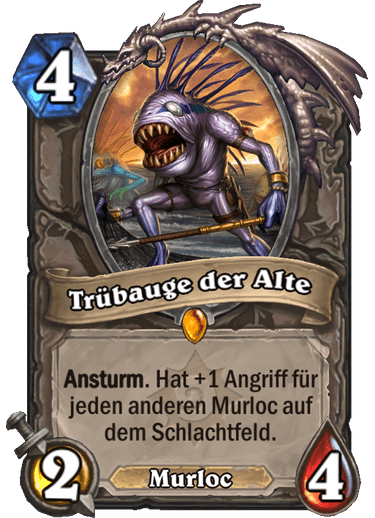 4
Trübauge der Alte
Ansturm. Hat +1 Angriff für
jeden anderen Murloc auf
dem Schlachtfeld.
2
Murloc
4